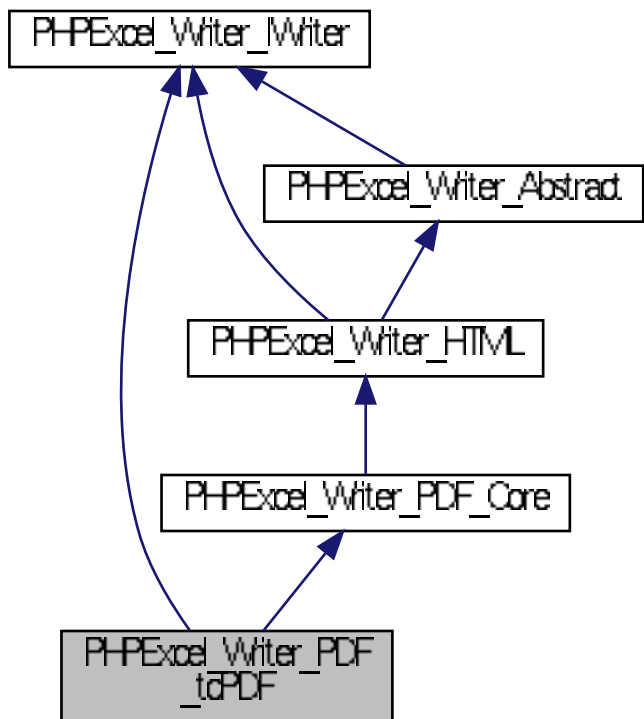 PHPExcel_Writer_IWriter
PHPExcel_Writer_Abstract
PHPExcel_Writer_HTML
PHPExcel_Writer_PDF_Core
PHPExcel_Writer_PDF
_tcPDF